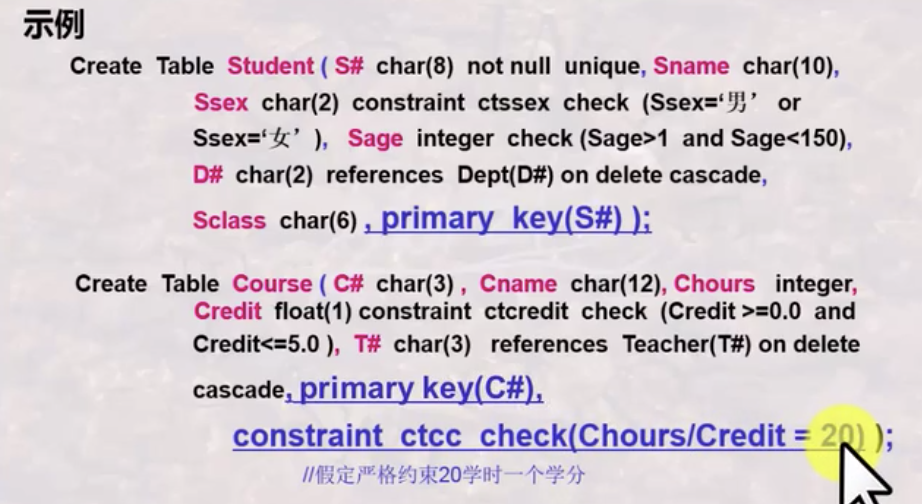 示例
Create Table Student ( S# char(8) not null unique, Sname char(10),
Ssex char(2) constraint ctssex check (Ssex=‘男’ or
Ssex=‘女’ ), Sage integer check (Sage>1 and Sage<150),
D# char(2) references Dept(D#) on delete cascade,
Sclass char(6) , primary key(S#) );
Create Table Course ( C# char(3) , Cname char(12), Chours integer,
Credit float(1) constraint ctcredit check (Credit >=0.0 and
Credit<=5.0 ), T# char(3) references Teacher(T#) on delete
cascade, primary key(C#),
constraint ctcc check(Chours/Credit = 20) );
//假定严格约束20学时一个学分